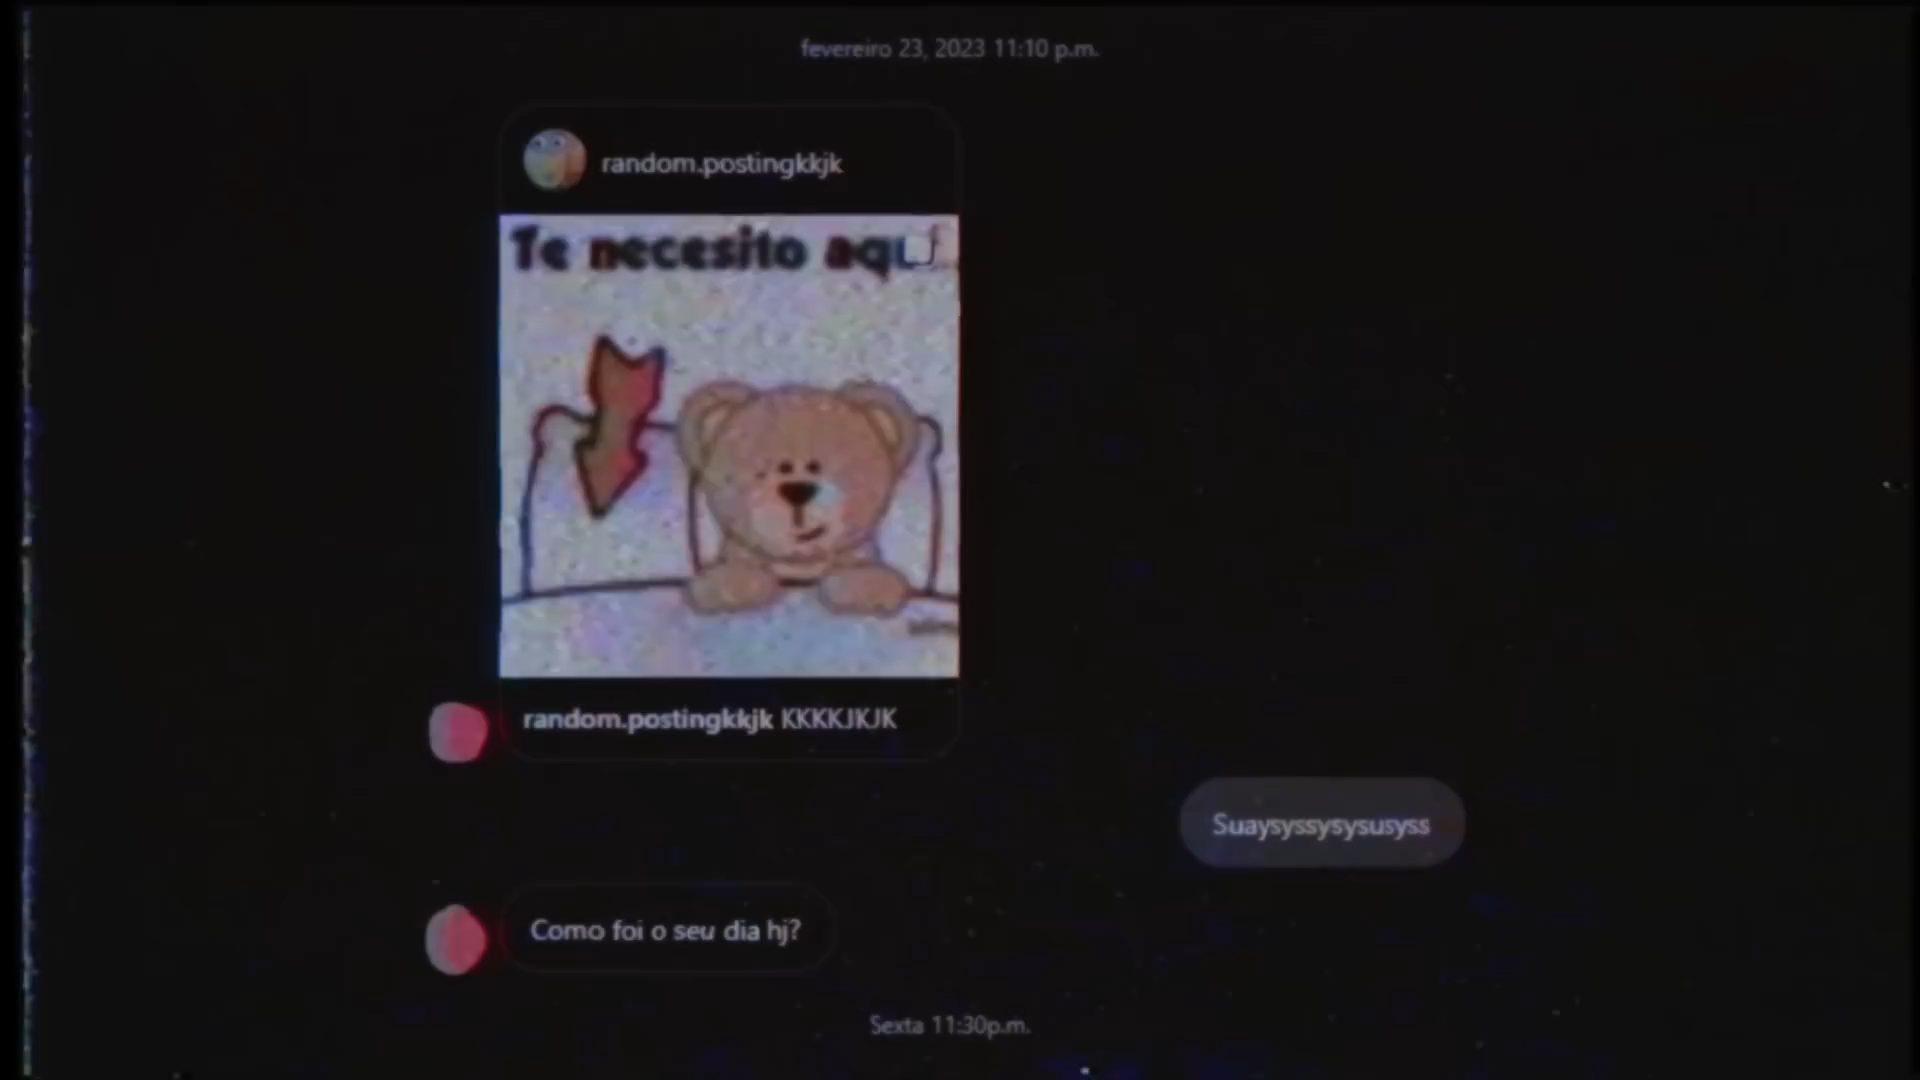 fevereiro 23, 2023 11:10 p.m.
random.postingkkjk
Te necesito aquí
random.postingkkjk KKKKJKJK
Suaysyssysysusyss
Como foi o seu dia hj?
Sexta 11:30p.m.